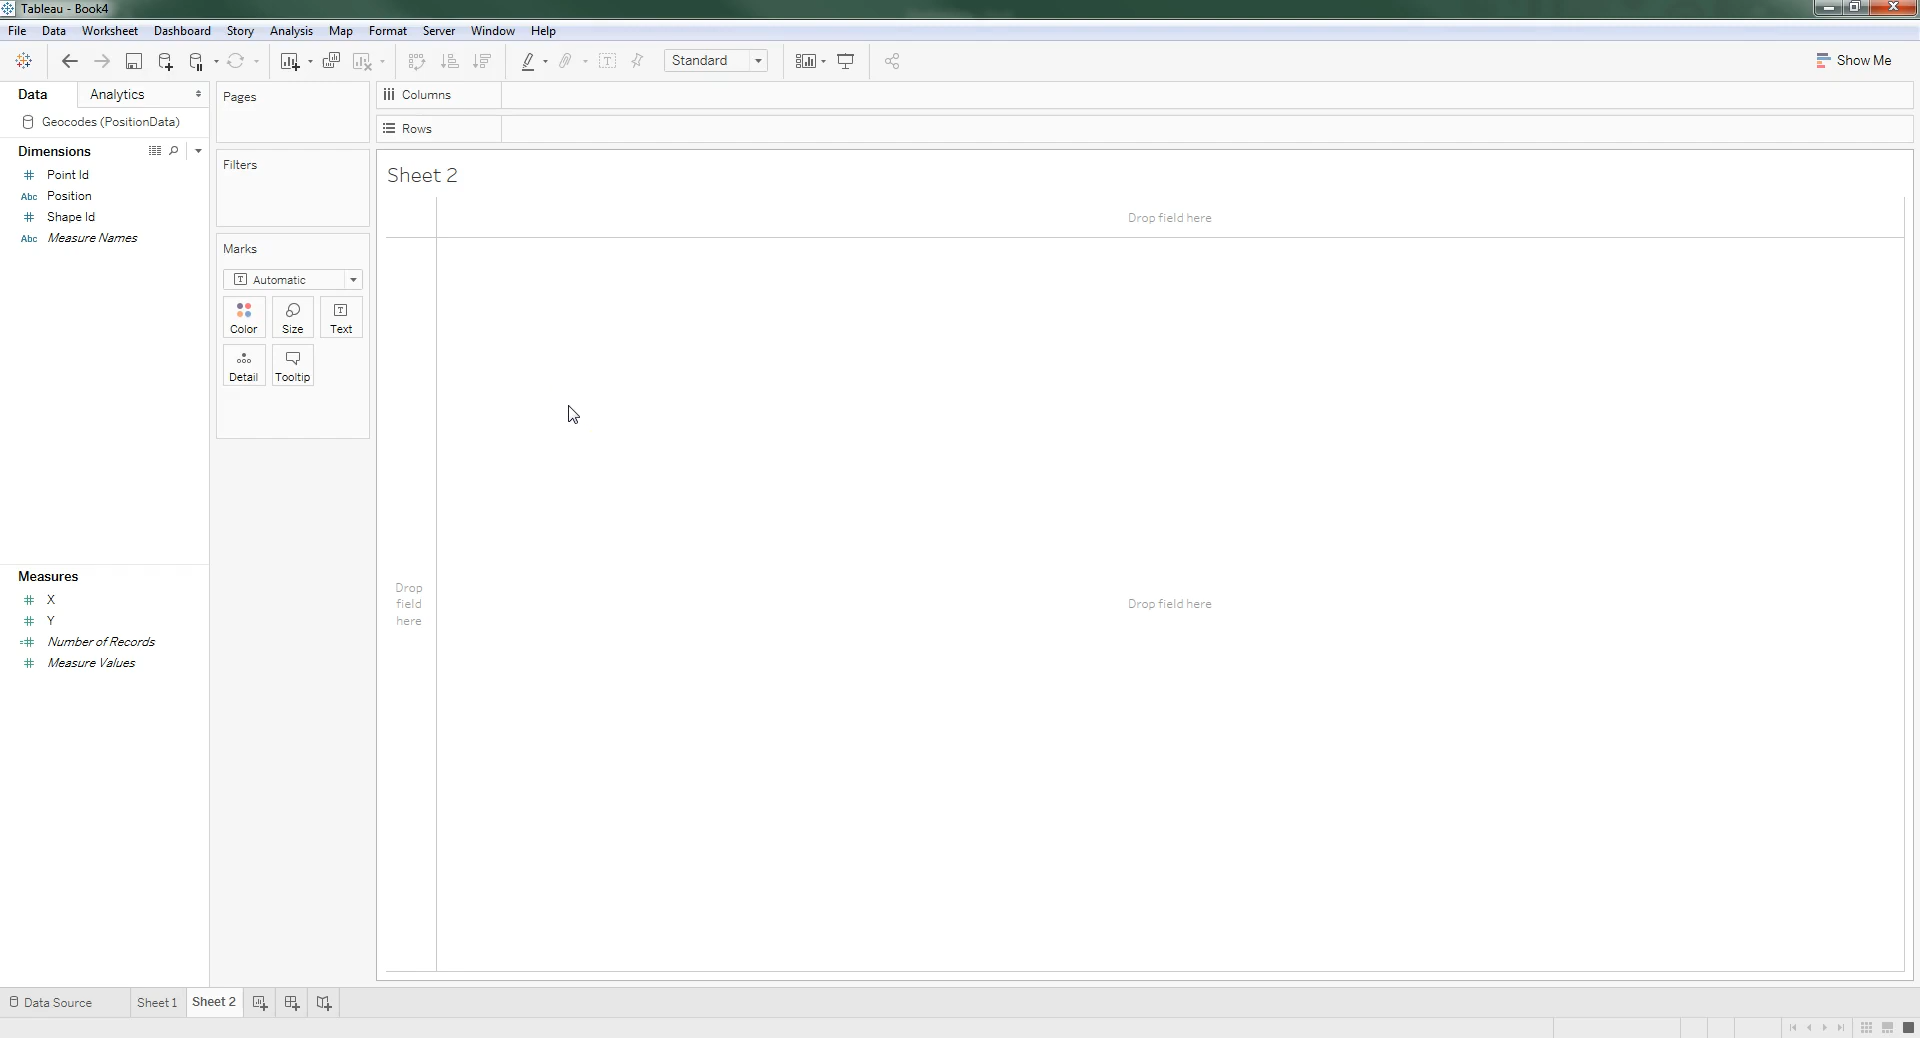 Tableau - Book4
File Data Worksheet Dashboard Story Analysis Map Format Server Window Help
Standard
Show Me
Data Analytics
Geocodes (PositionData)
Dimensions
Point Id
Abc Position
Shape Id
Abc Measure Names
Measures
X
Y
Number of Records
Measure Values
Pages
Filters
Marks
T Automatic
Color Size Text
Detail Tooltip
Columns
Rows
Sheet 2
Drop field here
Drop
field
here
Drop field here
Data Source Sheet 1 Sheet 2